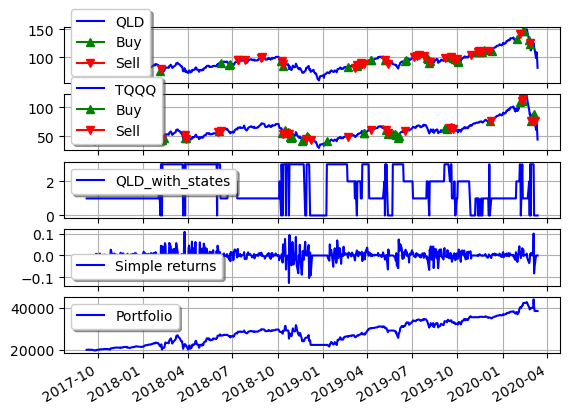 QLD
Buy
Sell
150
100
TQQQ
Buy
Sell
100
50
QLD_with_states
2
0
Simple returns
0.1
0.0
−0.1
Portfolio
40000
20000
2017-10
2018-01
2018-04
2018-07
2018-10
2019-01
2019-04
2019-07
2019-10
2020-01
2020-04